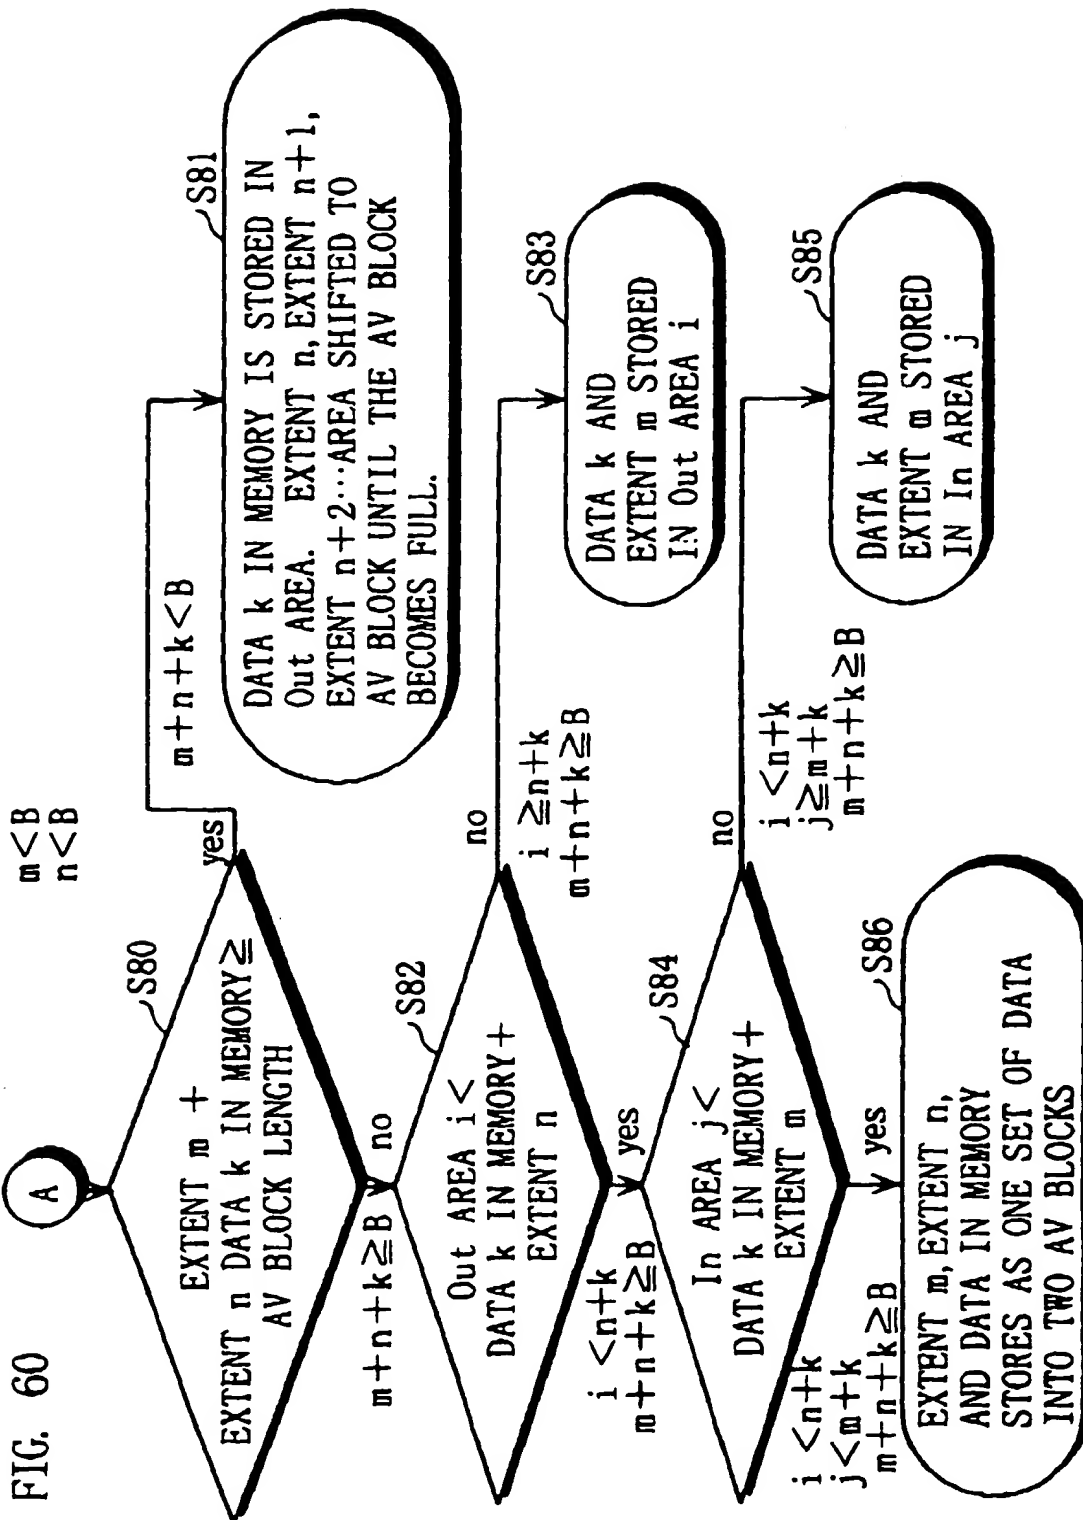 FIG. 60
m<B
n<B
A
S80
EXTENT m +
EXTENT n DATA k IN MEMORY≧
AV BLOCK LENGTH
yes
m+n+k<B
S81
DATA k IN MEMORY IS STORED IN
Out AREA. EXTENT n, EXTENT n+1,
EXTENT n+2…AREA SHIFTED TO
AV BLOCK UNTIL THE AV BLOCK
BECOMES FULL.
m+n+k≧B
no
S82
Out AREA i<
DATA k IN MEMORY+
EXTENT n
no
i ≧n+k
m+n+k≧B
S83
DATA k AND
EXTENT m STORED
IN Out AREA i
i <n+k
m+n+k≧B
yes
S84
In AREA j<
DATA k IN MEMORY+
EXTENT m
no
i <n+k
j≧m+k
m+n+k≧B
S85
DATA k AND
EXTENT m STORED
IN In AREA j
i <n+k
j<m+k
m+n+k≧B
yes
S86
EXTENT m, EXTENT n,
AND DATA IN MEMORY
STORES AS ONE SET OF DATA
INTO TWO AV BLOCKS